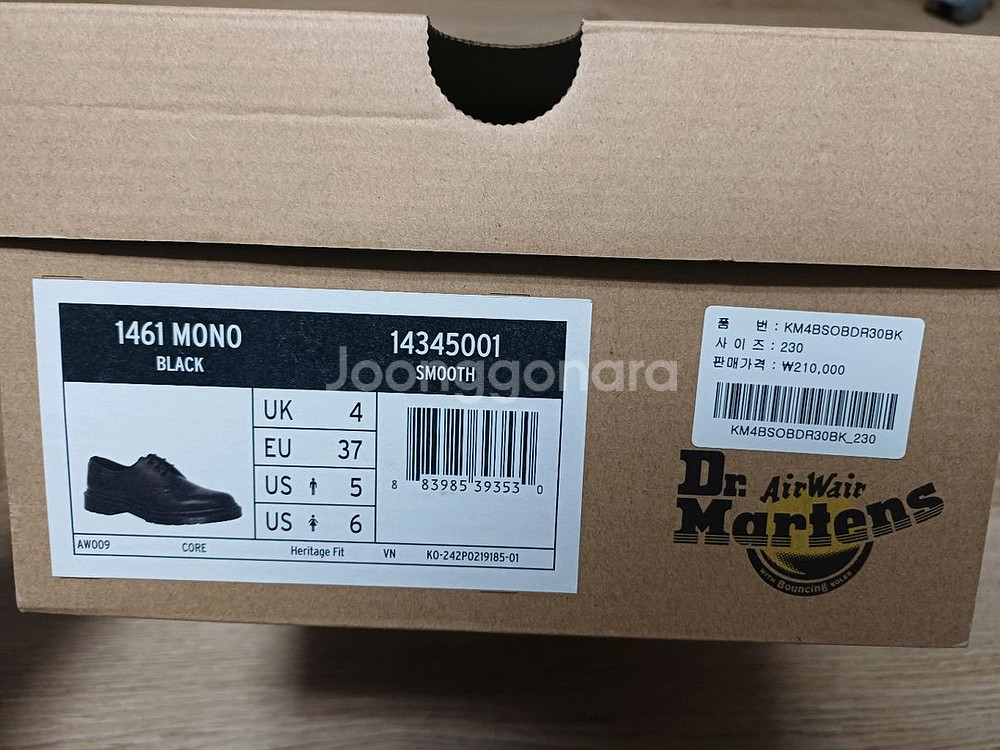 1461 MONO
BLACK
14345001
SMOOTH
UK 4
EU 37
US 5
US 6
8 83985 39353 0
AW009 CORE Heritage Fit VN K0-242P0219185-01
품 번 : KM4BSOBDR30BK
사 이 즈 : 230
판매가격 : ₩210,000
KM4BSOBDR30BK_230
Dr. AirWair
Martens
WITH Bouncing SOLES
Joonggonara